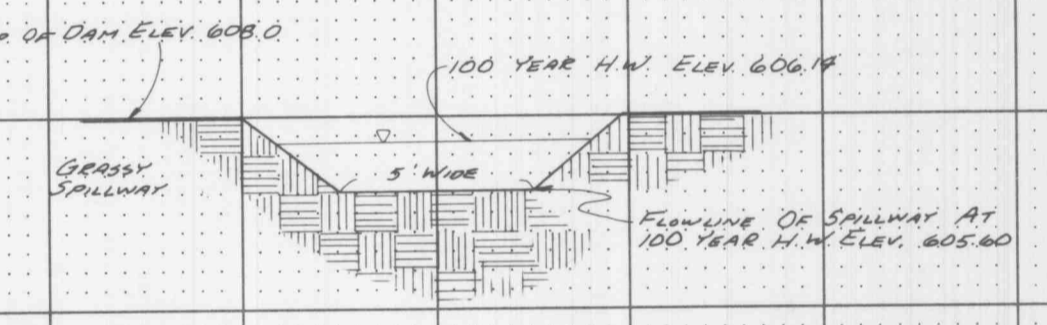 OF DAM ELEV. 608.0
100 YEAR H.W. ELEV. 606.14
GRASSY
SPILLWAY
5' WIDE
FLOWLINE OF SPILLWAY AT
100 YEAR H.W. ELEV. 605.60